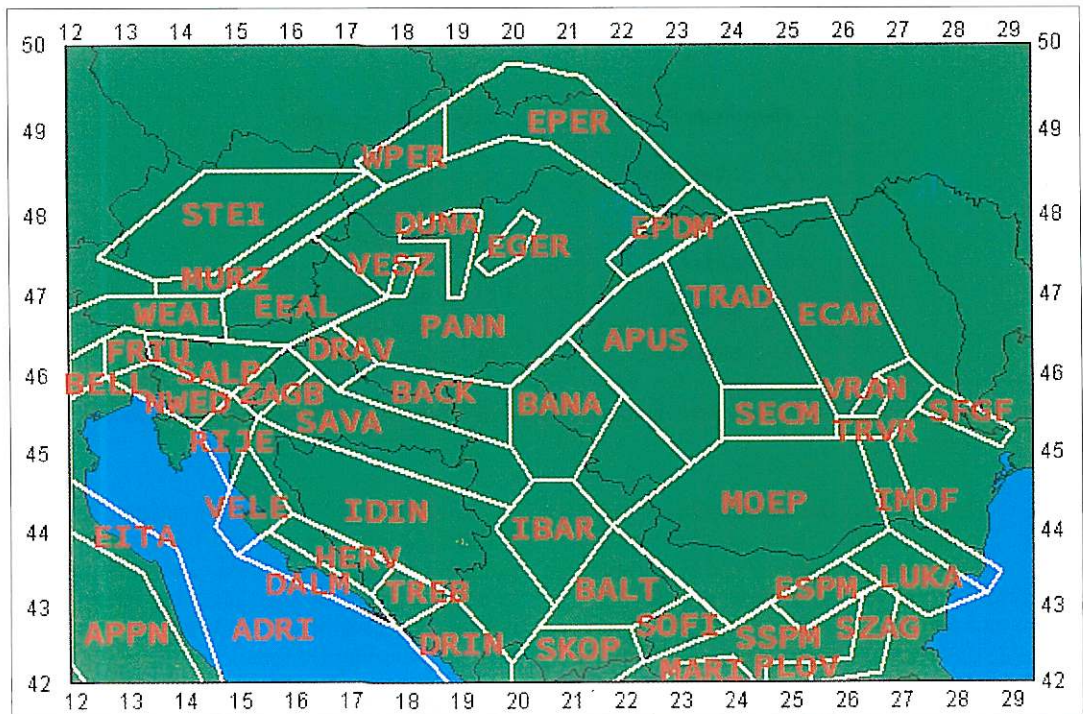 12 13 14 15 16 17 18 19 20 21 22 23 24 25 26 27 28 29
50 50
EPER
49 49
WPER
STEI
48 48
DUNA EPDM
EGER
VESZ
MURZ
47 TRAD 47
WEAL EEAL ECAR
PANN
APUS
FRIU DRAV
46 BELL SALP 46
ZAGB BACK VRAN
NWED BANA
SAVA SECM SFGF
RIJE TRVR
45 45
VELE IDIN MOEP IMOF
44 EITA IBAR 44
HERV
DALM TREB BALT ESPM LUKA
43 43
APPN ADRI SOFI SSPM SZAG
DRIN SKOP
MARI PLOV
42 42
12 13 14 15 16 17 18 19 20 21 22 23 24 25 26 27 28 29